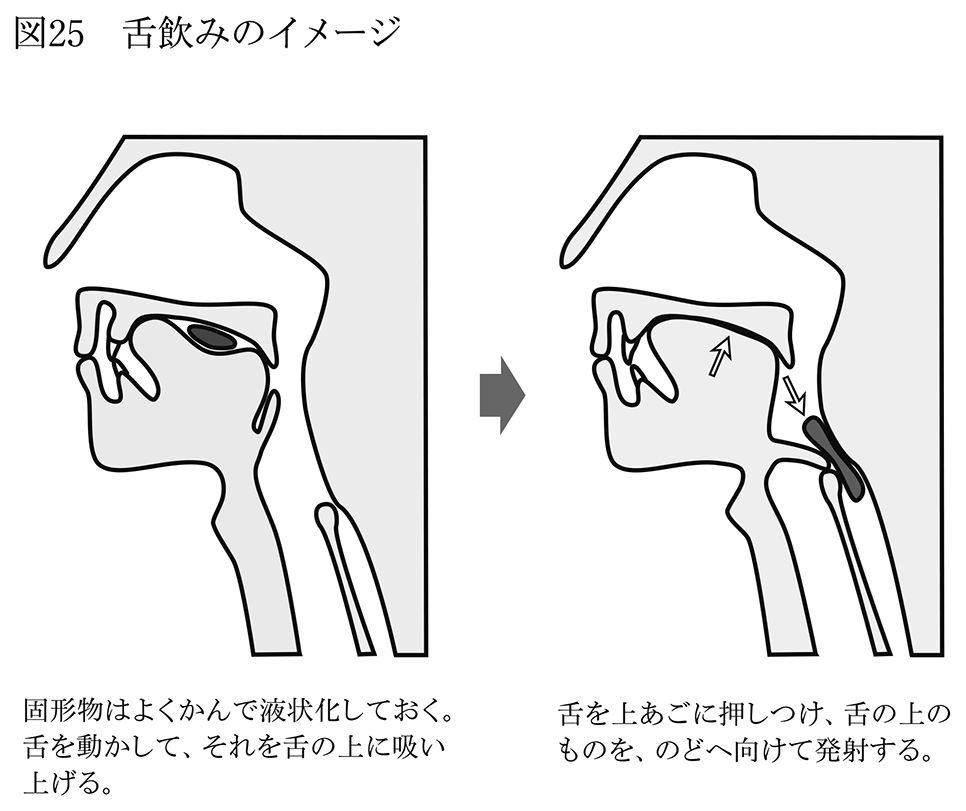 図25　舌飲みのイメージ
固形物はよくかんで液状化しておく。
舌を動かして、それを舌の上に吸い
上げる。
舌を上あごに押しつけ、舌の上の
ものを、のどへ向けて発射する。